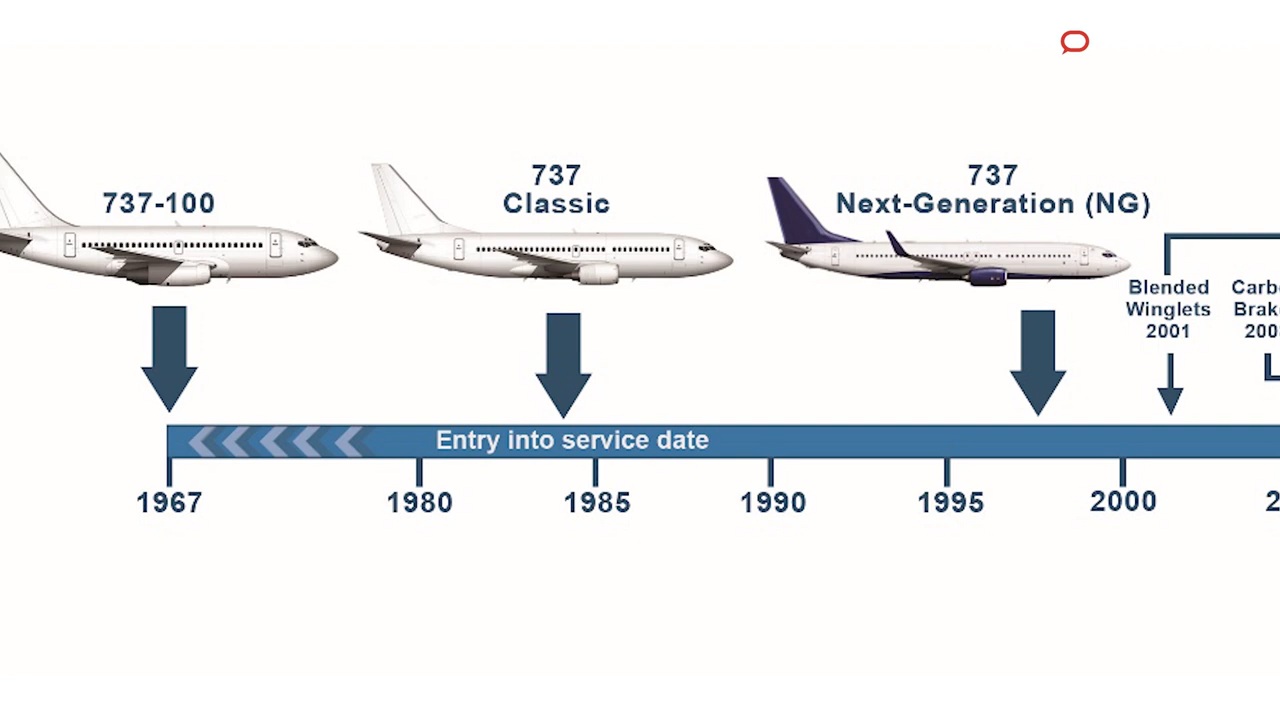 737-100
737
Classic
737
Next-Generation (NG)
Blended
Winglets
2001
Entry into service date
1967
1980
1985
1990
1995
2000